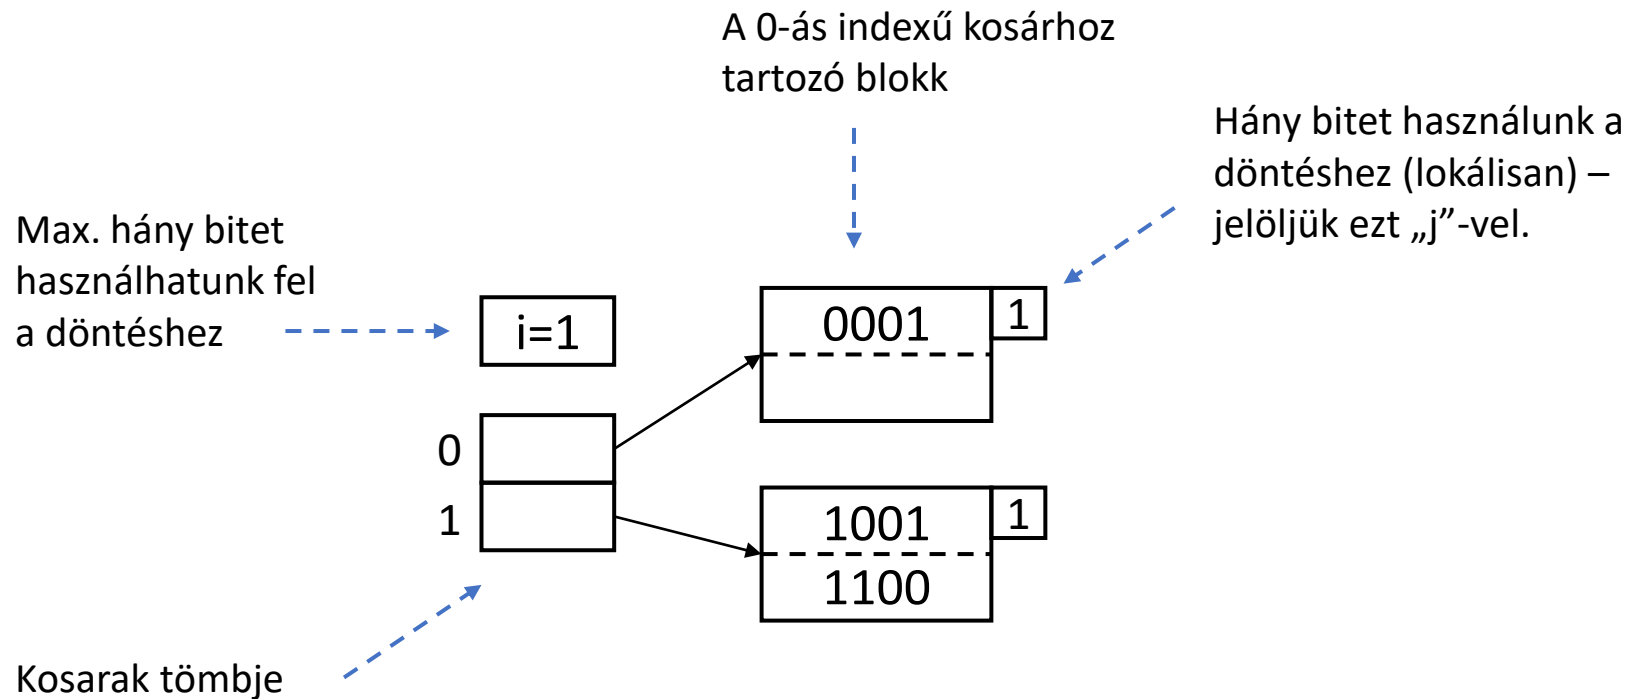 A 0-ás indexű kosárhoz
tartozó blokk
Hány bitet használunk a
döntéshez (lokálisan) –
jelöljük ezt „j”-vel.
Max. hány bitet
használhatunk fel
a döntéshez
i=1
0001
1
0
1
1001
1
1100
Kosarak tömbje